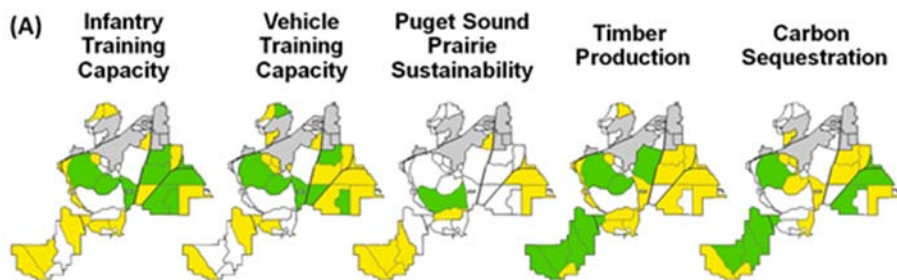 (A)
Infantry
Training
Capacity
Vehicle
Training
Capacity
Puget Sound
Prairie
Sustainability
Timber
Production
Carbon
Sequestration